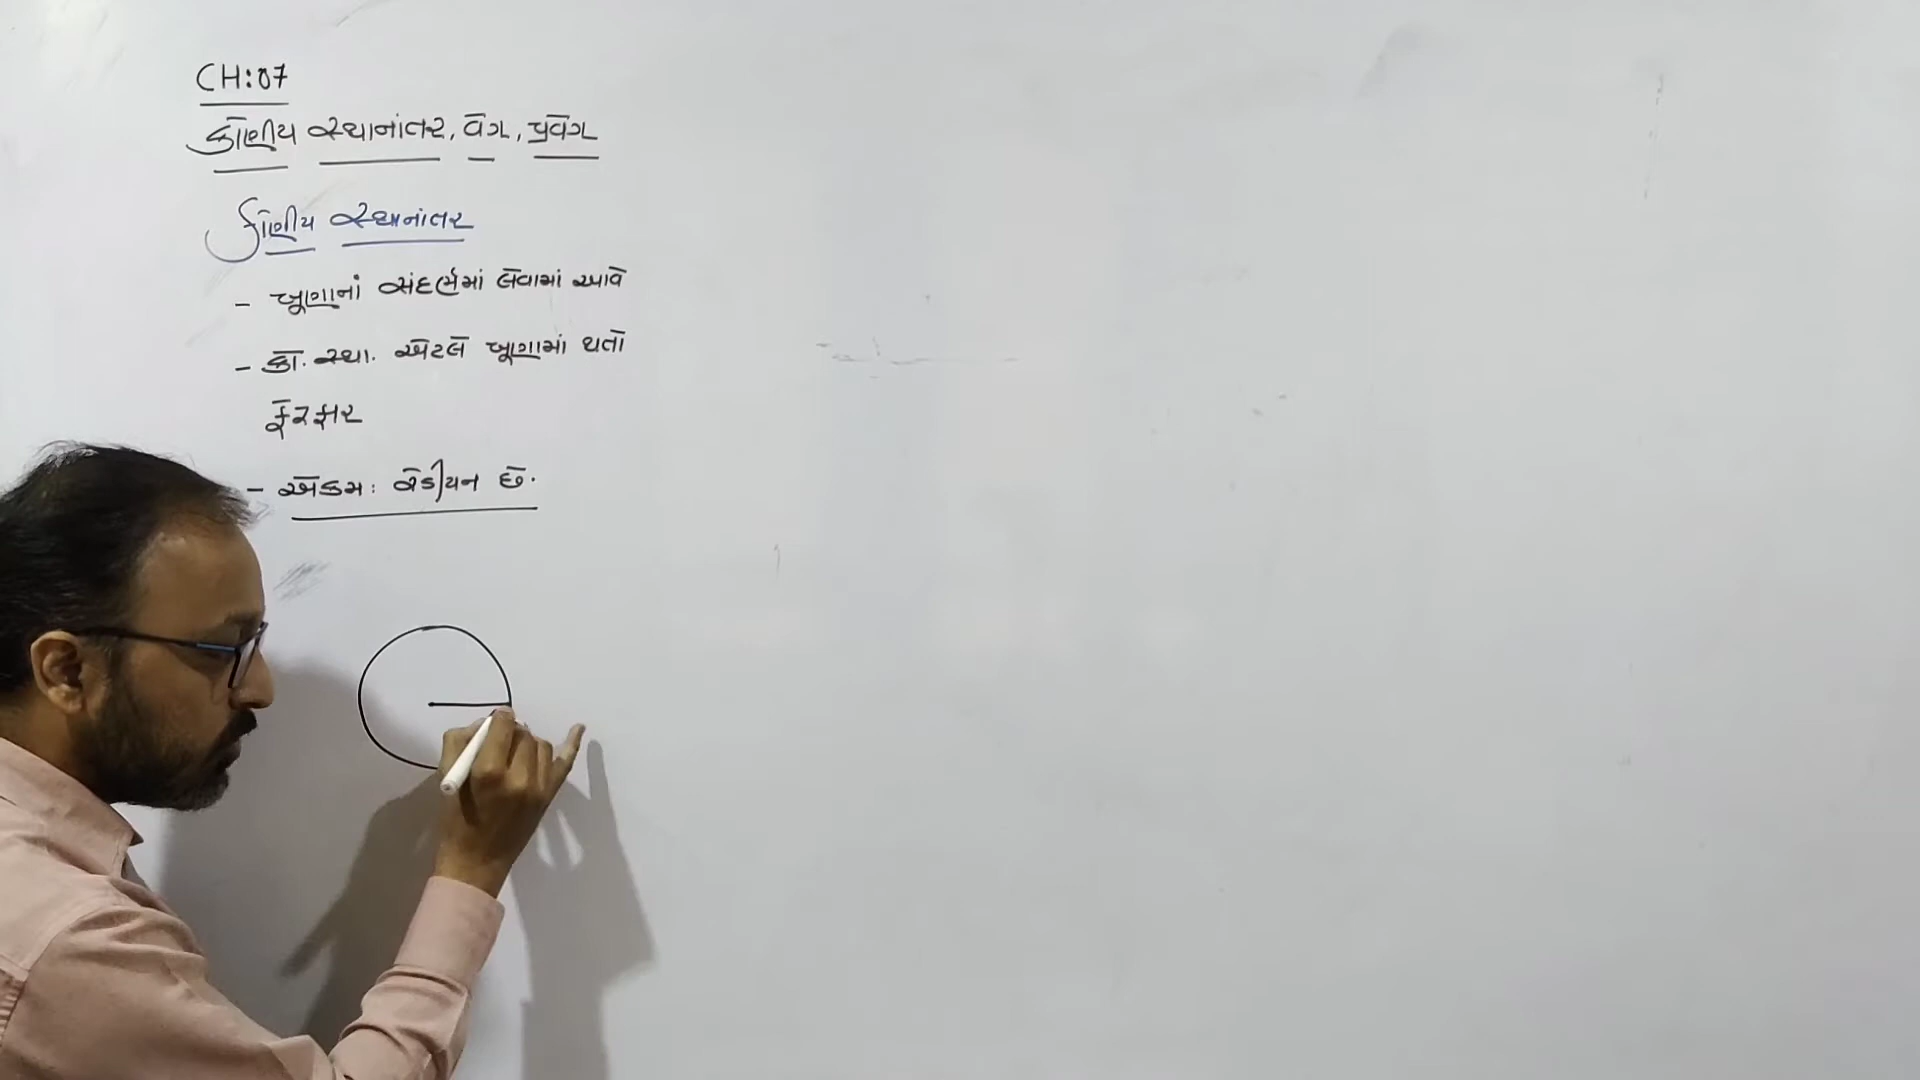 CH:07
કોણીય સ્થાનાંતર, વેગ, પ્રવેગ
કોણીય સ્થાનાંતર
- ખૂણાનાં સંદર્ભમાં લેવામાં આવે
- કો. સ્થા. એટલે ખૂણામાં થતો
ફેરફાર
- એકમ: રેડીયન છે.